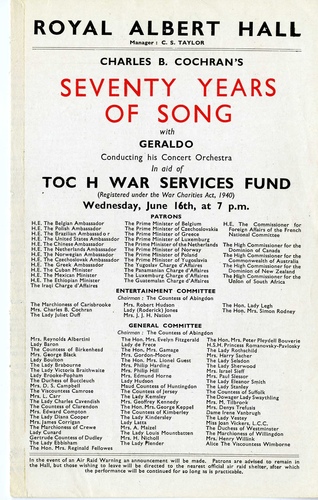 ROYAL ALBERT HALL
Manager : C. S. TAYLOR
CHARLES B. COCHRAN'S
SEVENTY YEARS
OF SONG
with
GERALDO
Conducting his Concert Orchestra
In aid of
TOC H WAR SERVICES FUND
(Registered under the War Charities Act, 1940)
Wednesday, June 16th, at 7 p.m.
PATRONS
H.E. The Belgian Ambassador
H.E. The Polish Ambassador
H.E. The Brazilian Ambassador
H.E. The United States Ambassador
H.E. The Chinese Ambassador
H.E. The Netherlands Ambassador
H.E. The Norwegian Ambassador
H.E. The Czechoslovak Ambassador
H.E. The Greek Ambassador
H.E. The Cuban Minister
H.E. The Mexican Minister
H.E. The Ethiopian Minister
The Iraqi Charge d'Affaires
The Prime Minister of Belgium
The Prime Minister of Czechoslovakia
The Prime Minister of Greece
The Prime Minister of Luxemburg
The Prime Minister of the Netherlands
The Prime Minister of Norway
The Prime Minister of Poland
The Prime Minister of Yugoslavia
The Yugoslav Charge d'Affaires
The Panamanian Charge d'Affaires
The Luxemburg Charge d'Affaires
The Guatemalan Charge d'Affaires
H.E. The Commissioner for
Foreign Affairs of the French
National Committee
The High Commissioner for the
Dominion of Canada
The High Commissioner for the
Commonwealth of Australia
The High Commissioner for the
Dominion of New Zealand
The High Commissioner for the
Union of South Africa
ENTERTAINMENT COMMITTEE
Chairman : The Countess of Abingdon
The Marchioness of Carisbrooke
Mrs. Charles B. Cochran
The Lady Juliet Duff
Mrs. Robert Hudson
Lady (Roderick) Jones
Mrs. J. J. H. Nation
The Hon. Lady Legh
The Hon. Mrs. Simon Rodney
GENERAL COMMITTEE
Chairman : The Countess of Abingdon
Mrs. Reynolds Albertini
Lady Baron
The Countess of Birkenhead
Mrs. George Black
Lady Boulton
The Lady Brabourne
The Lady Victoria Braithwaite
Lady Brooke-Popham
The Duchess of Buccleuch
Mrs. D. S. Campbell
The Viscountess Camrose
Mrs. L. Carr
The Lady Charles Cavendish
The Countess of Clarendon
Mrs. Edward Compton
The Lady Diana Cooper
Mrs. James Corrigan
The Marchioness of Crewe
Lady Cunard
Gertrude Countess of Dudley
The Lady Ebbisham
The Hon. Mrs. Reginald Fellowes
The Hon. Mrs. Evelyn Fitzgerald
Lady de Frece
The Hon. Mrs. Gamage
Mrs. Gordon-Moore
The Hon. Mrs. Lionel Guest
Mrs. Philip Harding
Mrs. Philip Hill
Mrs. Edmund Hornby
Lady Hudson
Maud Countess of Huntingdon
The Countess of Jersey
The Lady Kemsley
Mrs. Geoffrey Kennedy
The Hon. Mrs. George Keppel
The Countess of Kimberley
The Lady Londesborough
Lady Latta
Mrs. A. Maizel
The Lady Louis Mountbatten
Mrs. H. Nicholl
The Lady Plender
The Hon. Mrs. Peter Meydell Bouverie
H.S.H. Princess Romanovsky-Pavlovsky
The Lady Rothschild
Mrs. Harry Sacher
The Lady Seladon
The Lady Sherwood
Mrs. Israel Sieff
Mrs. Paul Slessor
The Lady Eleanor Smith
The Lady Stanley
The Countess of Suffolk
The Dowager Lady Swaythling
Mrs. M. Tilbronk
Mrs. Denys Trefusis
Dame Irene Vanbrugh
The Lady Vestey
Miss Joan Vickers, L.C.C.
The Duchess of Westminster
The Marchioness of Willingdon
Mrs. Henry Willink
Alice The Viscountess Wimborne
In the event of an Air Raid Warning an announcement will be made. Patrons are advised to remain in
the Hall, but those wishing to leave will be directed to the nearest official air raid shelter, after which
the performance will be continued for so long as is practicable.